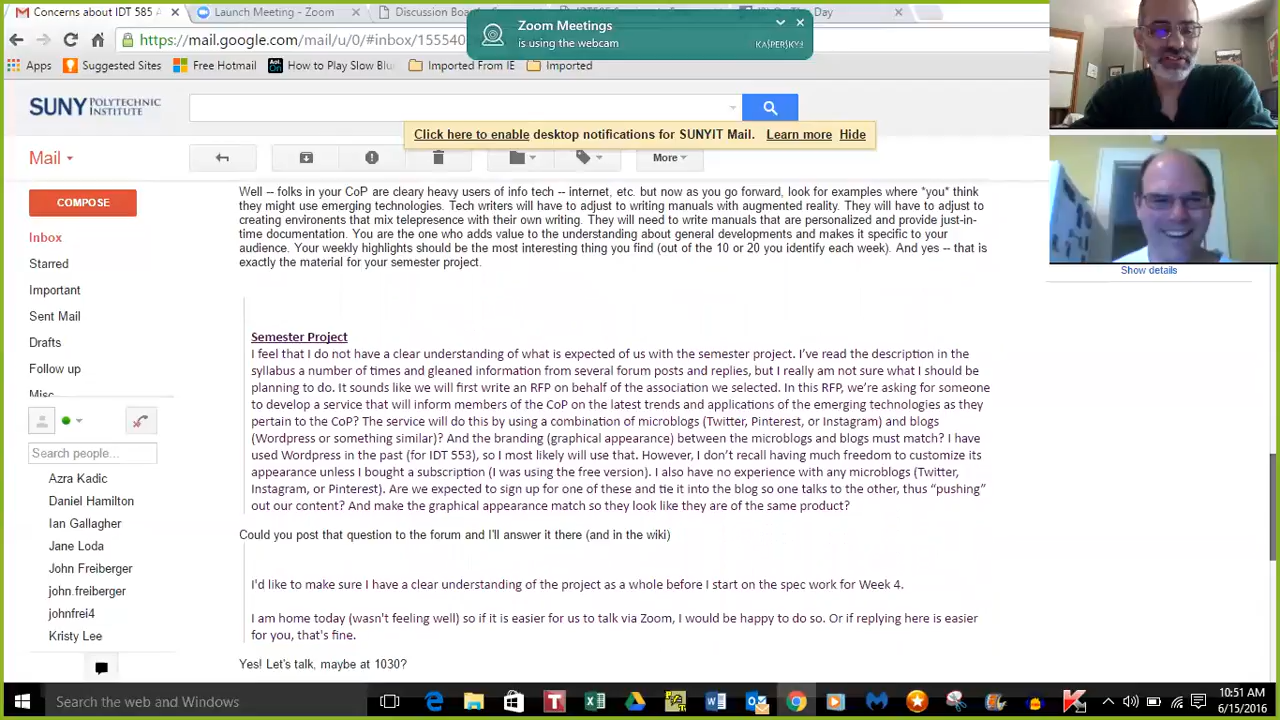 Concerns about IDT 585 A
Launch Meeting - Zoom
Discussion Board
On The Day
Zoom Meetings
is using the webcam
KASPERSKY
https://mail.google.com/mail/u/0/#inbox/155540
Apps
Suggested Sites
Free Hotmail
Aol. On
How to Play Slow Blu
Imported From IE
Imported
SUNY POLYTECHNIC INSTITUTE
Click here to enable desktop notifications for SUNYIT Mail. Learn more Hide
Mail
More
COMPOSE
Inbox
Starred
Important
Sent Mail
Drafts
Follow up
Misc
Search people...
Azra Kadic
Daniel Hamilton
Ian Gallagher
Jane Loda
John Freiberger
john.freiberger
johnfrei4
Kristy Lee
Well -- folks in your CoP are cleary heavy users of info tech -- internet, etc. but now as you go forward, look for examples where *you* think
they might use emerging technologies. Tech writers will have to adjust to writing manuals with augmented reality. They will have to adjust to
creating environents that mix telepresence with their own writing. They will need to write manuals that are personalized and provide just-in-
time documentation. You are the one who adds value to the understanding about general developments and makes it specific to your
audience. Your weekly highlights should be the most interesting thing you find (out of the 10 or 20 you identify each week). And yes -- that is
exactly the material for your semester project.
Semester Project
I feel that I do not have a clear understanding of what is expected of us with the semester project. I've read the description in the
syllabus a number of times and gleaned information from several forum posts and replies, but I really am not sure what I should be
planning to do. It sounds like we will first write an RFP on behalf of the association we selected. In this RFP, we're asking for someone
to develop a service that will inform members of the CoP on the latest trends and applications of the emerging technologies as they
pertain to the CoP? The service will do this by using a combination of microblogs (Twitter, Pinterest, or Instagram) and blogs
(Wordpress or something similar)? And the branding (graphical appearance) between the microblogs and blogs must match? I have
used Wordpress in the past (for IDT 553), so I most likely will use that. However, I don't recall having much freedom to customize its
appearance unless I bought a subscription (I was using the free version). I also have no experience with any microblogs (Twitter,
Instagram, or Pinterest). Are we expected to sign up for one of these and tie it into the blog so one talks to the other, thus “pushing”
out our content? And make the graphical appearance match so they look like they are of the same product?
Could you post that question to the forum and I'll answer it there (and in the wiki)
I'd like to make sure I have a clear understanding of the project as a whole before I start on the spec work for Week 4.
I am home today (wasn't feeling well) so if it is easier for us to talk via Zoom, I would be happy to do so. Or if replying here is easier
for you, that's fine.
Yes! Let's talk, maybe at 1030?
Show details
Search the web and Windows
10:51 AM
6/15/2016